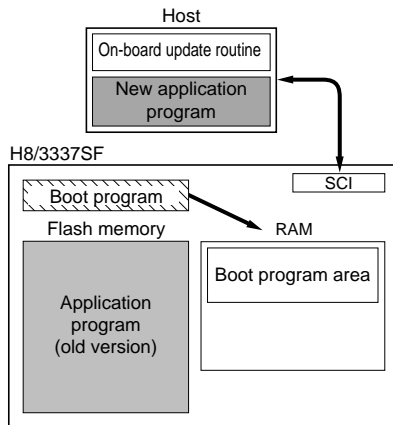 Host
On-board update routine
New application
program
H8/3337SF
SCI
Boot program
Flash memory
RAM
Boot program area
Application
program
(old version)